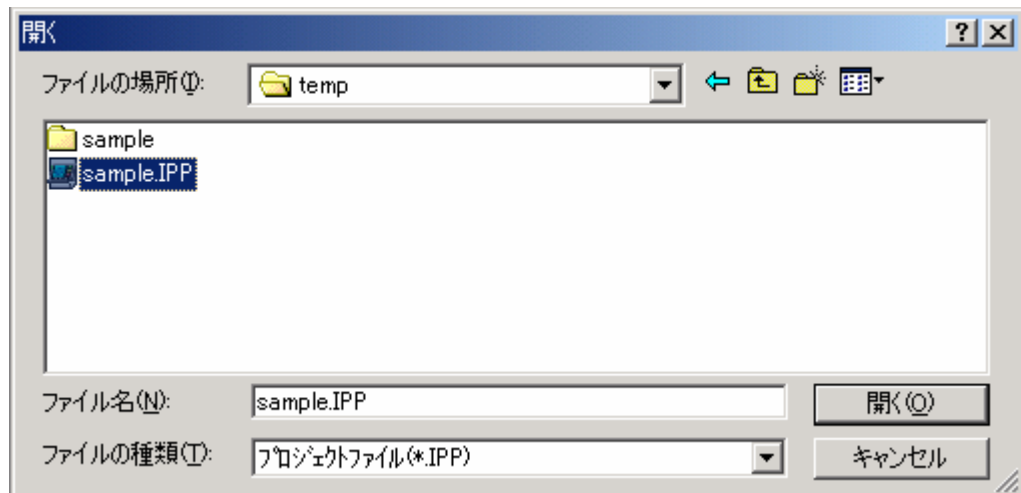 開く
ファイルの場所(I): temp
sample
sample.IPP
ファイル名(N): sample.IPP 開く(O)
ファイルの種類(T): プロジェクトファイル(*.IPP) キャンセル